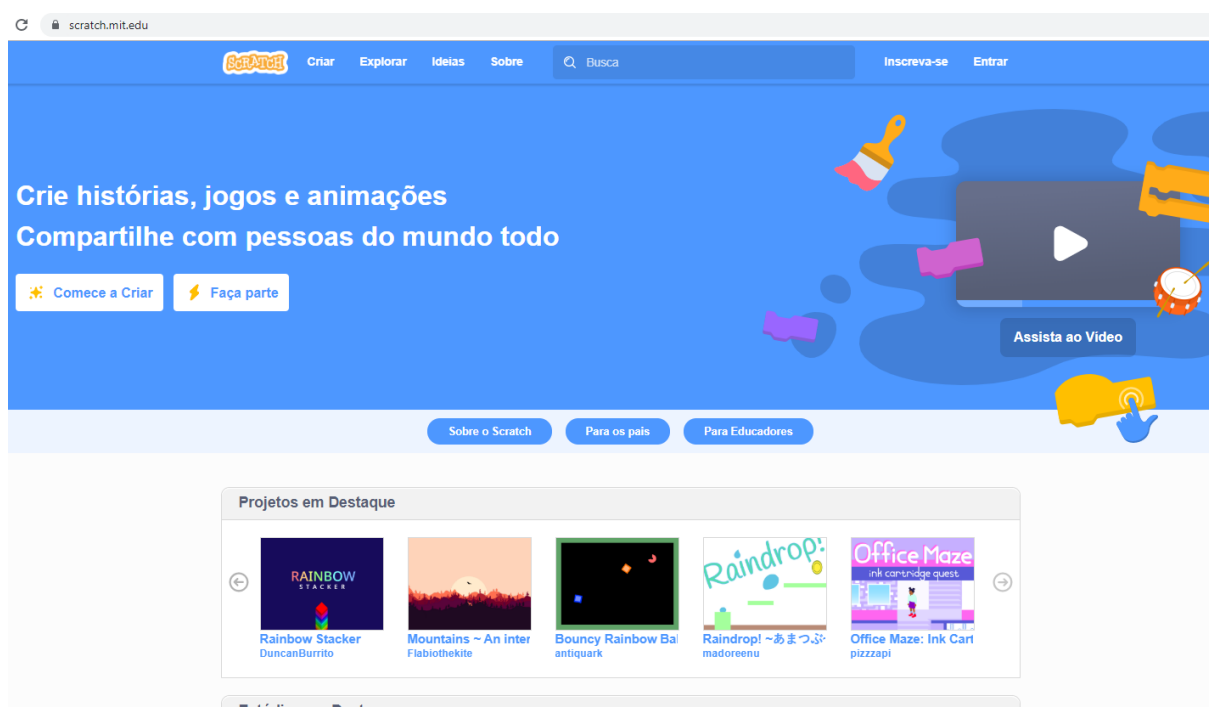 scratch.mit.edu
SCRATCH Criar Explorar Ideias Sobre Busca Inscreva-se Entrar
Crie histórias, jogos e animações
Compartilhe com pessoas do mundo todo
Comece a Criar Faça parte
Assista ao Video
Sobre o Scratch Para os pais Para Educadores
Projetos em Destaque
RAINBOW
STACKER
Raindrop!
Office Maze
ink cartridge quest
Rainbow Stacker Mountains ~ An inter Bouncy Rainbow Bal Raindrop! ~あまつぶ~ Office Maze: Ink Cart
DuncanBurrito Flabiothekite antiquark madoreenu pizzzapi